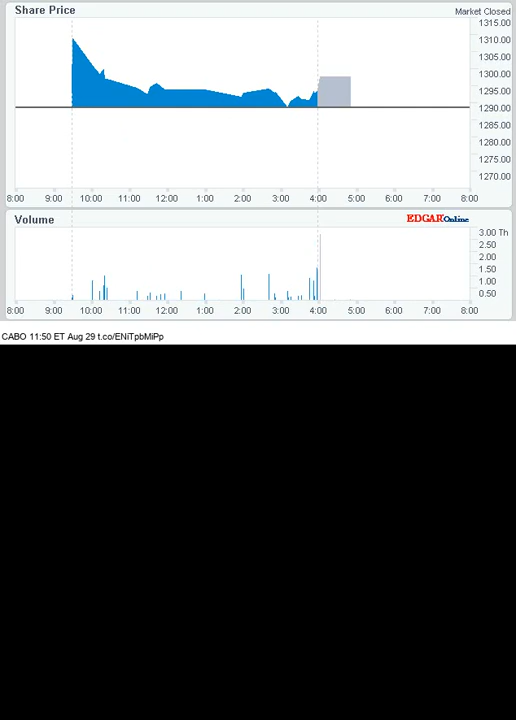 Share Price
Market Closed
1315.00
1310.00
1305.00
1300.00
1295.00
1290.00
1285.00
1280.00
1275.00
1270.00
8:00 9:00 10:00 11:00 12:00 1:00 2:00 3:00 4:00 5:00 6:00 7:00 8:00
Volume
EDGAR Online
3.00 Th
2.50
2.00
1.50
1.00
0.50
8:00 9:00 10:00 11:00 12:00 1:00 2:00 3:00 4:00 5:00 6:00 7:00 8:00
CABO 11:50 ET Aug 29 t.co/ENiTpbMiPp